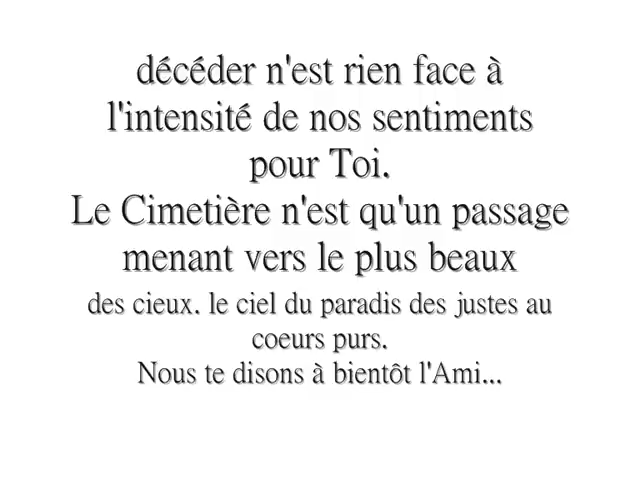 décéder n'est rien face à
l'intensité de nos sentiments
pour Toi.
Le Cimetière n'est qu'un passage
menant vers le plus beaux
des cieux. le ciel du paradis des justes au
coeurs purs.
Nous te disons à bientôt l'Ami...